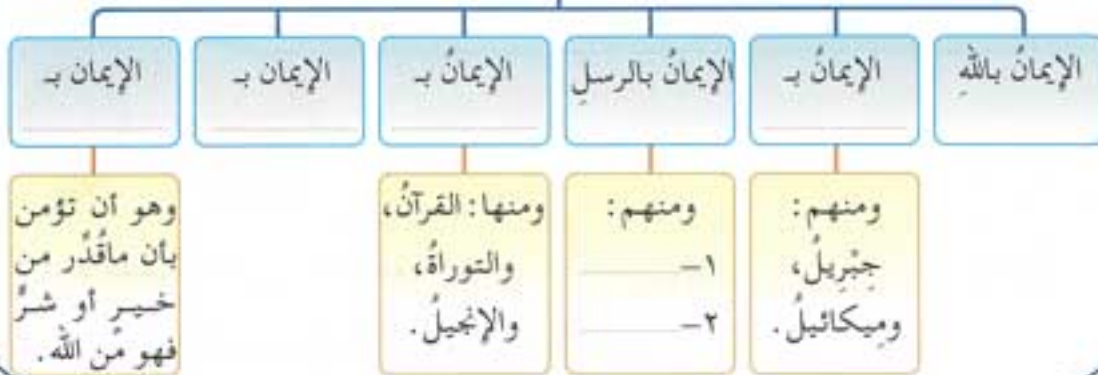 الإيمانُ باللهِ
الإيمانُ بـ
الإيمانُ بالرسلِ
الإيمانُ بـ
الإيمان بـ
الإيمان بـ
ومنهم:
جِبْرِيلُ،
ومِيكائيلُ.
ومنهم:
١-
٢-
ومنها: القرآنُ،
والتوراةُ،
والإنجيلُ.
وهو أن تؤمن
بأن ماقُدِّر من
خيرٍ أو شرٍّ
فهو من الله.